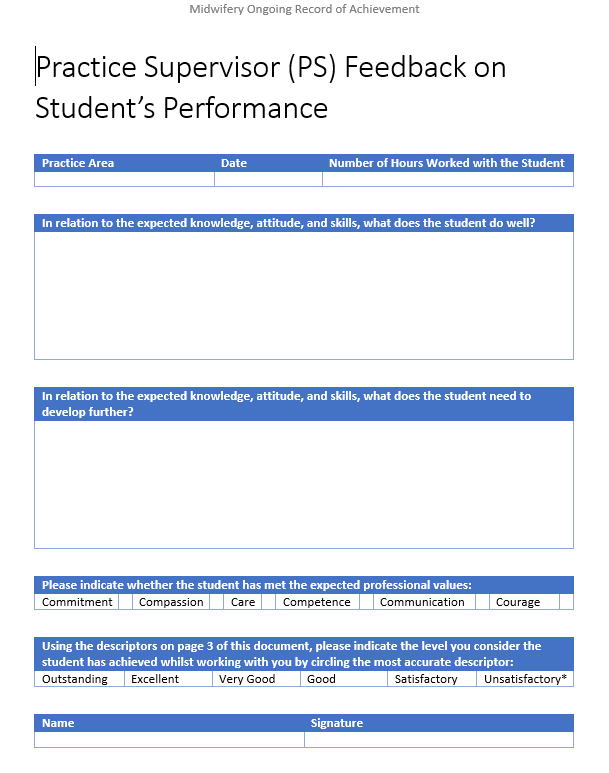 Midwifery Ongoing Record of Achievement
Practice Supervisor (PS) Feedback on
Student’s Performance
Practice Area Date Number of Hours Worked with the Student
In relation to the expected knowledge, attitude, and skills, what does the student do well?
In relation to the expected knowledge, attitude, and skills, what does the student need to
develop further?
Please indicate whether the student has met the expected professional values:
Commitment Compassion Care Competence Communication Courage
Using the descriptors on page 3 of this document, please indicate the level you consider the
student has achieved whilst working with you by circling the most accurate descriptor:
Outstanding Excellent Very Good Good Satisfactory Unsatisfactory*
Name Signature